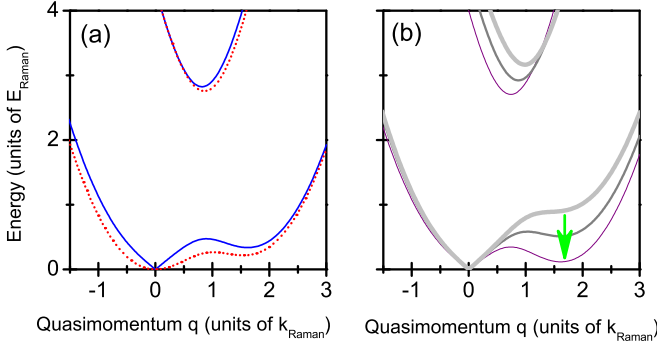 (a)
(b)
Energy (units of E_Raman)
4
2
0
-1 0 1 2 3
-1 0 1 2 3
Quasimomentum q (units of k_Raman)
Quasimomentum q (units of k_Raman)